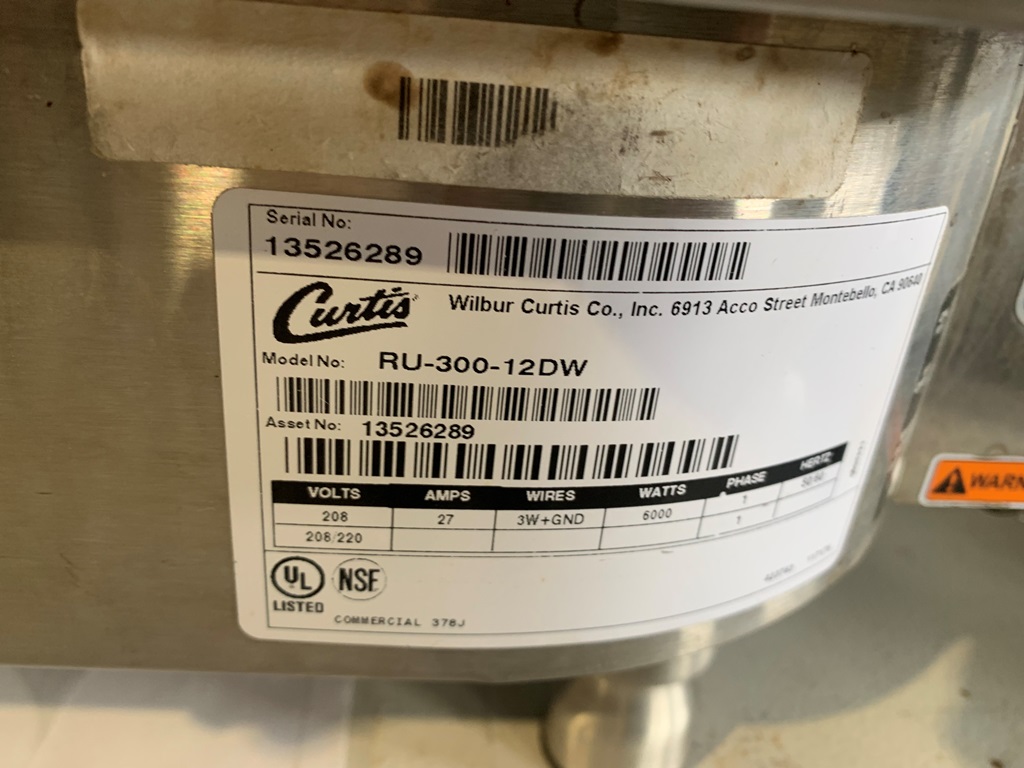 Serial No:
13526289
Curtis
Wilbur Curtis Co., Inc. 6913 Acco Street Montebello, CA 90640
Model No: RU-300-12DW
Asset No: 13526289
VOLTS AMPS WIRES WATTS PHASE HERTZ
208 27 3W+GND 6000 1 50/60
208/220 1
UL NSF
LISTED
COMMERCIAL 378J
WARN